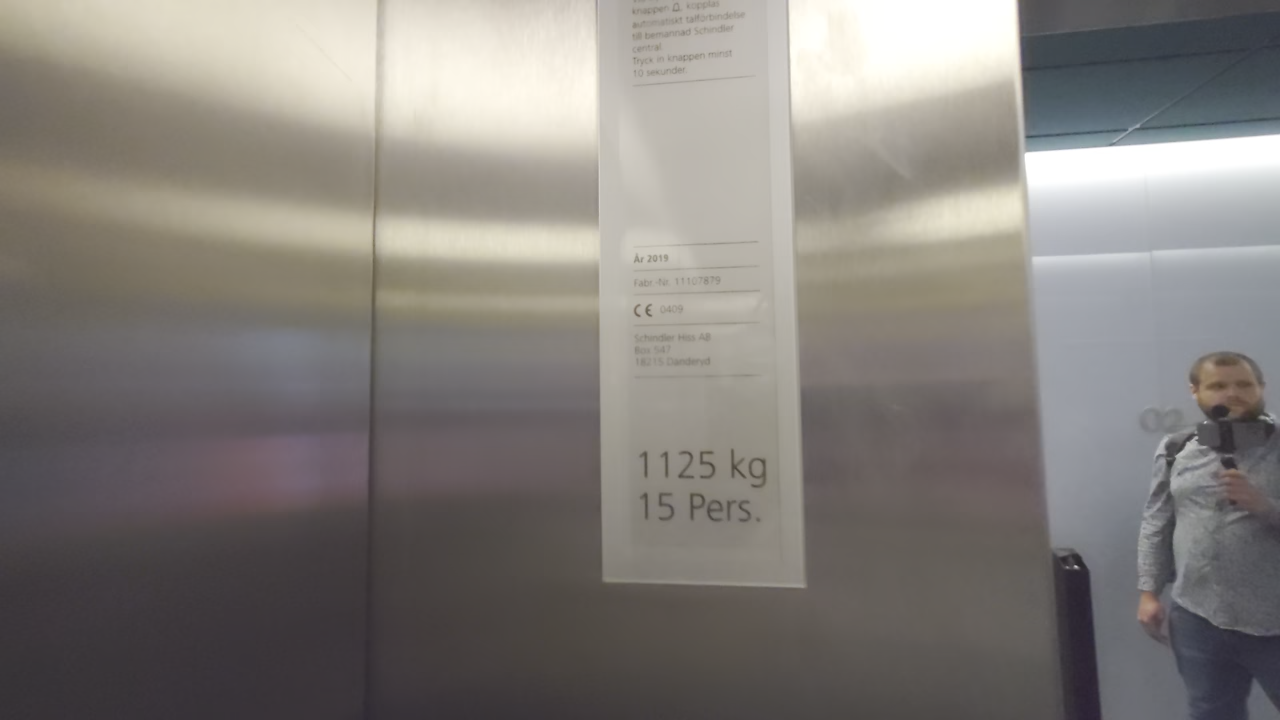 knappen 🔔, kopplas
automatiskt talförbindelse
till bemannad Schindler
central.
Tryck in knappen minst
10 sekunder.
År 2019
Fabr.-Nr. 11107879
CE 0409
Schindler Hiss AB
Box 547
18215 Danderyd
1125 kg
15 Pers.